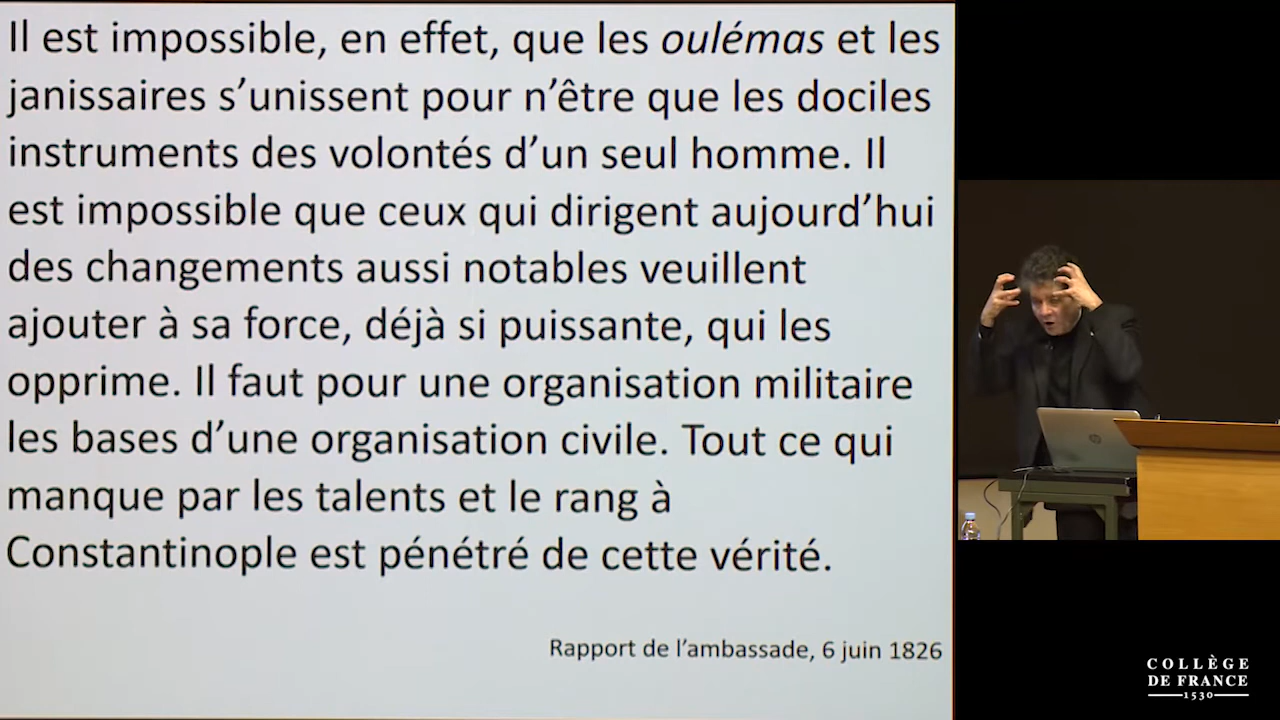 Il est impossible, en effet, que les oulémas et les
janissaires s’unissent pour n’être que les dociles
instruments des volontés d’un seul homme. Il
est impossible que ceux qui dirigent aujourd’hui
des changements aussi notables veuillent
ajouter à sa force, déjà si puissante, qui les
opprime. Il faut pour une organisation militaire
les bases d’une organisation civile. Tout ce qui
manque par les talents et le rang à
Constantinople est pénétré de cette vérité.
Rapport de l’ambassade, 6 juin 1826
COLLÈGE
DE FRANCE
1530